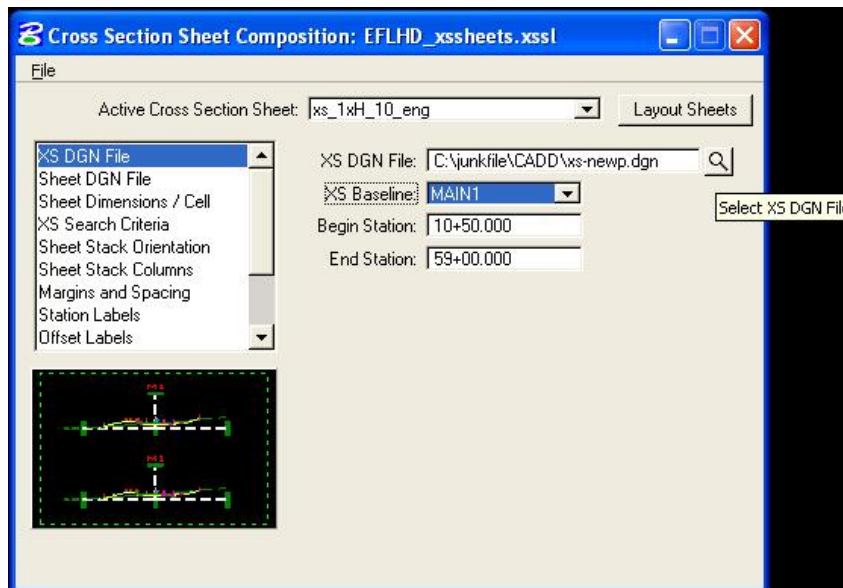 Cross Section Sheet Composition: EFLHD_xssheets.xssl
File
Active Cross Section Sheet: xs_1xH_10_eng Layout Sheets
XS DGN File
Sheet DGN File
Sheet Dimensions / Cell
XS Search Criteria
Sheet Stack Orientation
Sheet Stack Columns
Margins and Spacing
Station Labels
Offset Labels
XS DGN File: C:\junkfile\CADD\xs-newp.dgn
XS Baseline: MAIN1
Begin Station: 10+50.000
End Station: 59+00.000
Select XS DGN Fil
M1
M1